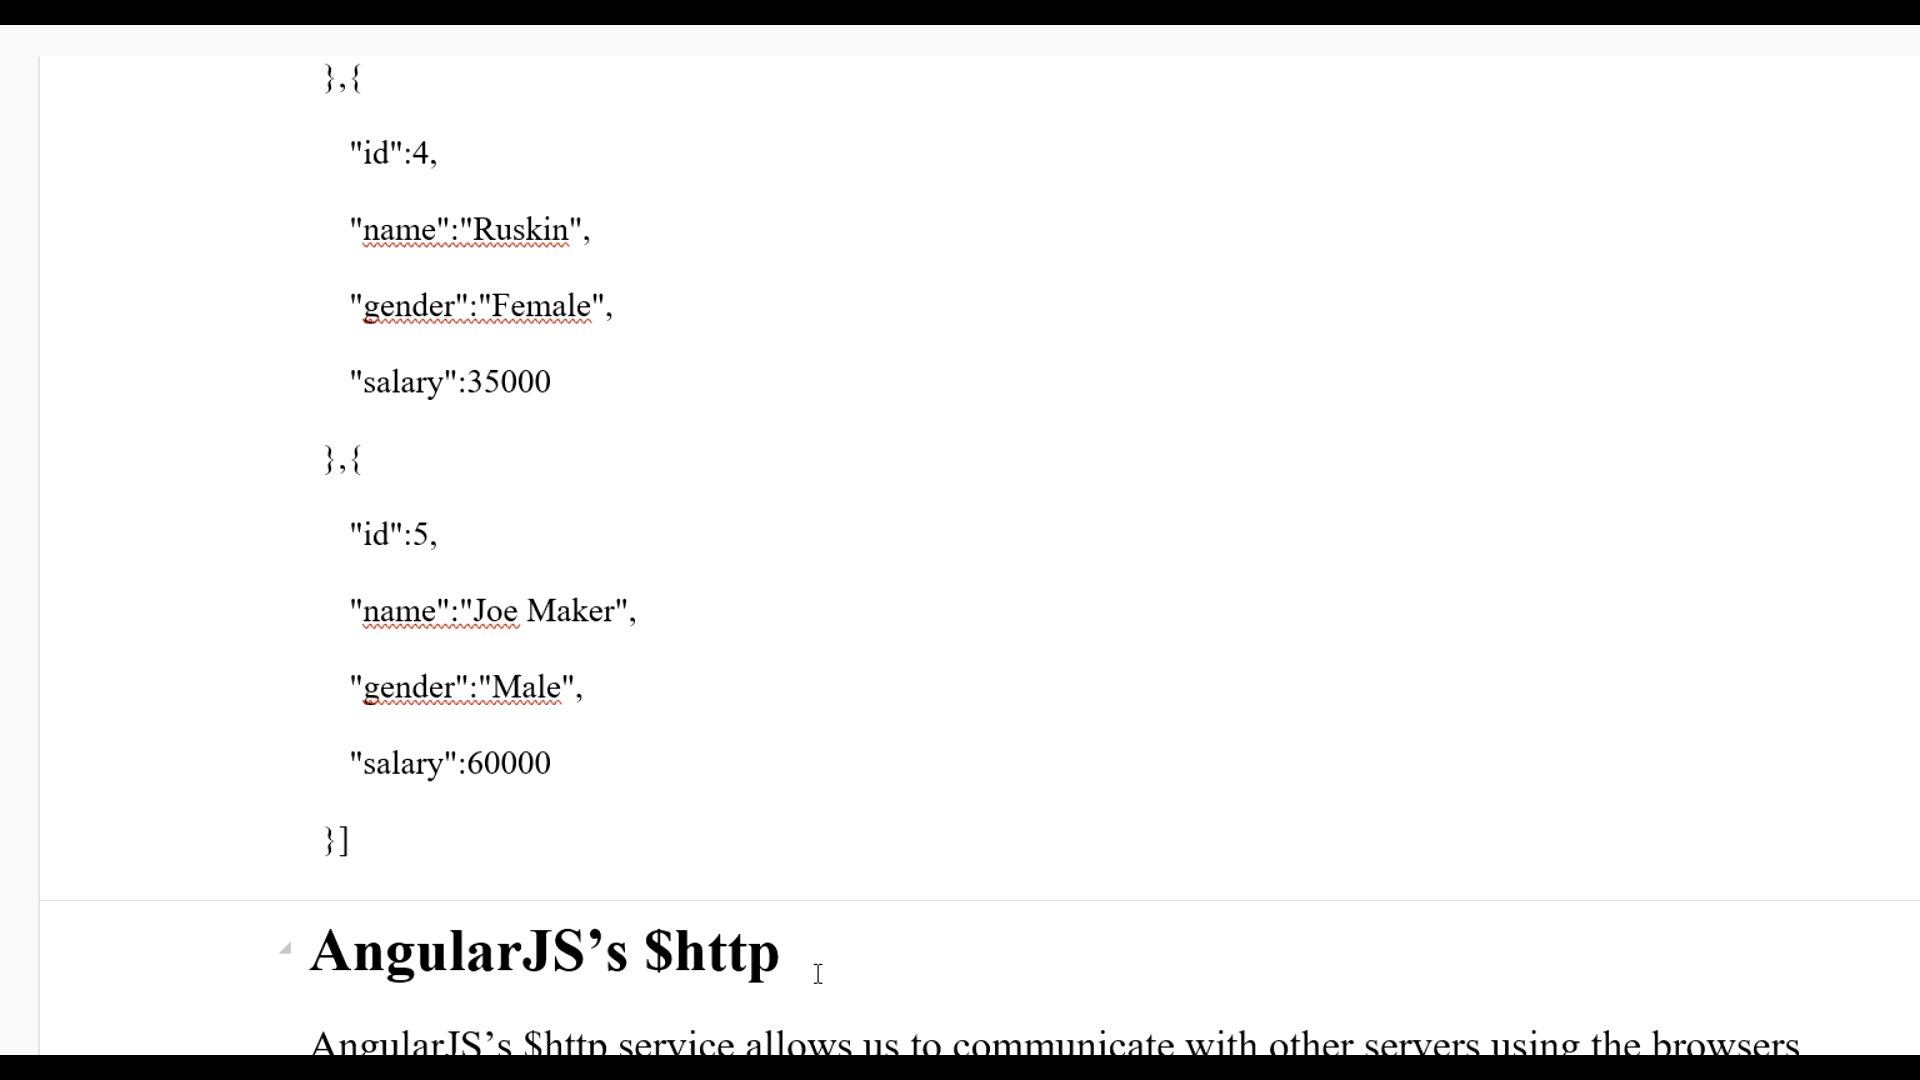 },{
"id":4,
"name":"Ruskin",
"gender":"Female",
"salary":35000
},{
"id":5,
"name":"Joe Maker",
"gender":"Male",
"salary":60000
}]
AngularJS’s $http
AngularJS’s $http service allows us to communicate with other servers using the browsers